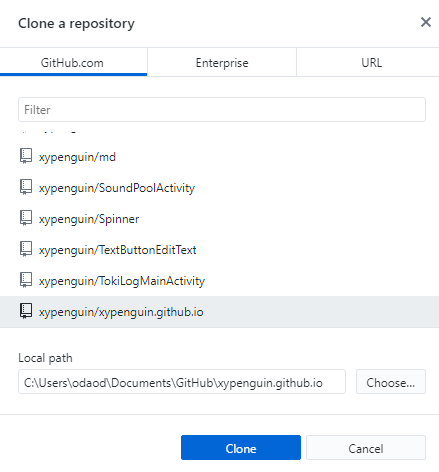 Clone a repository
GitHub.com
Enterprise
URL
Filter
xypenguin/md
xypenguin/SoundPoolActivity
xypenguin/Spinner
xypenguin/TextButtonEditText
xypenguin/TokiLogMainActivity
xypenguin/xypenguin.github.io
Local path
C:\Users\odaod\Documents\GitHub\xypenguin.github.io
Choose...
Clone
Cancel